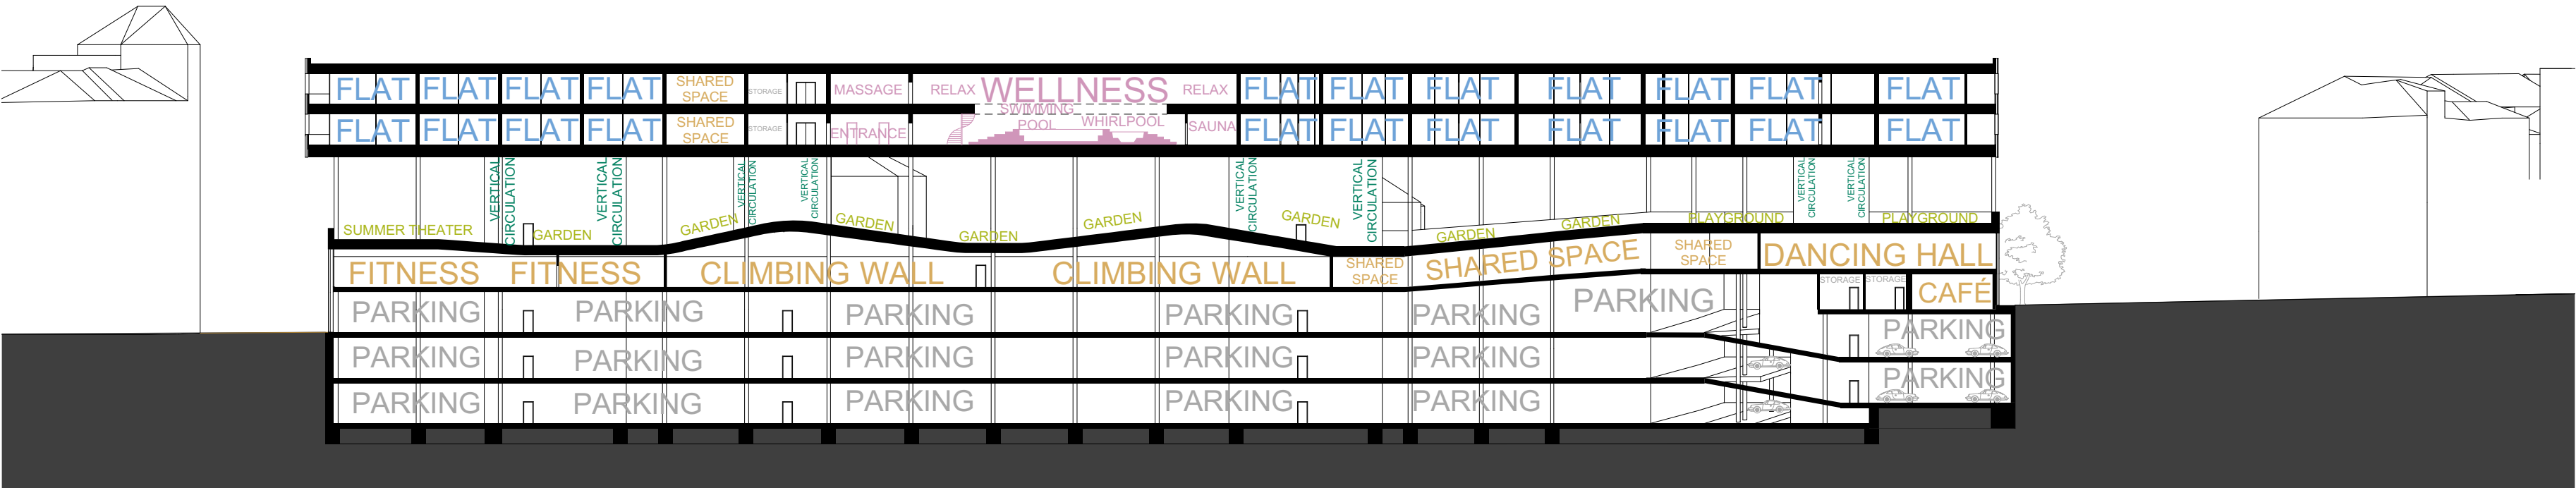 FLAT FLAT FLAT FLAT SHARED SPACE STORAGE MASSAGE RELAX WELLNESS RELAX FLAT FLAT FLAT FLAT FLAT FLAT FLAT
FLAT FLAT FLAT FLAT SHARED SPACE STORAGE ENTRANCE SWIMMING POOL WHIRLPOOL SAUNA FLAT FLAT FLAT FLAT FLAT FLAT FLAT
VERTICAL CIRCULATION VERTICAL CIRCULATION VERTICAL CIRCULATION VERTICAL CIRCULATION VERTICAL CIRCULATION VERTICAL CIRCULATION VERTICAL CIRCULATION VERTICAL CIRCULATION
SUMMER THEATER GARDEN GARDEN GARDEN GARDEN GARDEN GARDEN GARDEN GARDEN PLAYGROUND PLAYGROUND
FITNESS FITNESS CLIMBING WALL CLIMBING WALL SHARED SPACE SHARED SPACE SHARED SPACE DANCING HALL
STORAGE STORAGE CAFÉ
PARKING PARKING PARKING PARKING PARKING PARKING
PARKING PARKING PARKING PARKING PARKING PARKING
PARKING PARKING PARKING PARKING PARKING PARKING